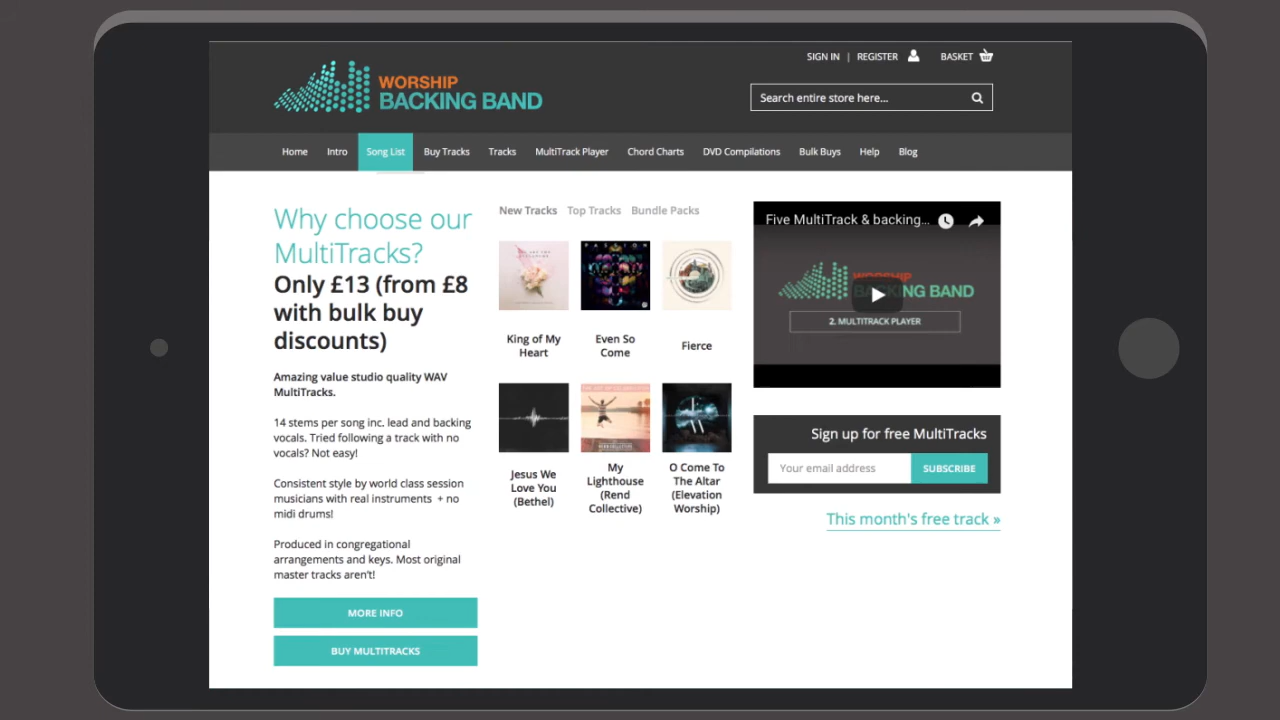 SIGN IN | REGISTER BASKET
WORSHIP
BACKING BAND
Search entire store here...
Home Intro Song List Buy Tracks Tracks MultiTrack Player Chord Charts DVD Compilations Bulk Buys Help Blog
Why choose our
MultiTracks?
Only £13 (from £8
with bulk buy
discounts)
Amazing value studio quality WAV
MultiTracks.
14 stems per song inc. lead and backing
vocals. Tried following a track with no
vocals? Not easy!
Consistent style by world class session
musicians with real instruments + no
midi drums!
Produced in congregational
arrangements and keys. Most original
master tracks aren't!
MORE INFO
BUY MULTITRACKS
New Tracks Top Tracks Bundle Packs
PASSION
King of My
Heart
Even So
Come
Fierce
Jesus We
Love You
(Bethel)
My
Lighthouse
(Rend
Collective)
O Come To
The Altar
(Elevation
Worship)
Five MultiTrack & backing...
WORSHIP
BACKING BAND
2. MULTITRACK PLAYER
Sign up for free MultiTracks
Your email address SUBSCRIBE
This month's free track »